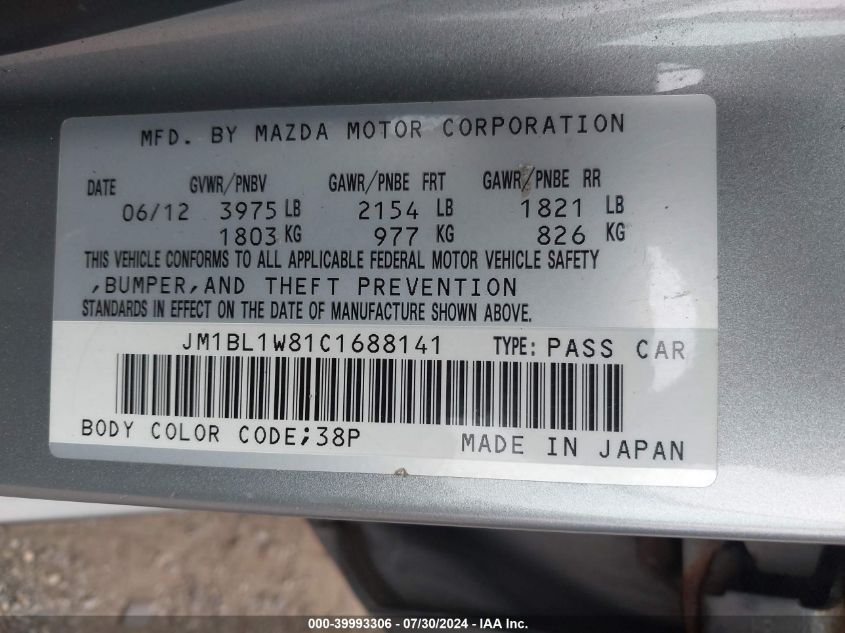 MFD. BY MAZDA MOTOR CORPORATION
DATE GVWR/PNBV GAWR/PNBE FRT GAWR/PNBE RR
06/12 3975 LB 2154 LB 1821 LB
1803 KG 977 KG 826 KG
THIS VEHICLE CONFORMS TO ALL APPLICABLE FEDERAL MOTOR VEHICLE SAFETY
,BUMPER,AND THEFT PREVENTION
STANDARDS IN EFFECT ON THE DATE OF MANUFACTURE SHOWN ABOVE.
JM1BL1W81C1688141 TYPE: PASS CAR
BODY COLOR CODE;38P MADE IN JAPAN
000-39993306 / 07/30/2024 - IAA Inc.